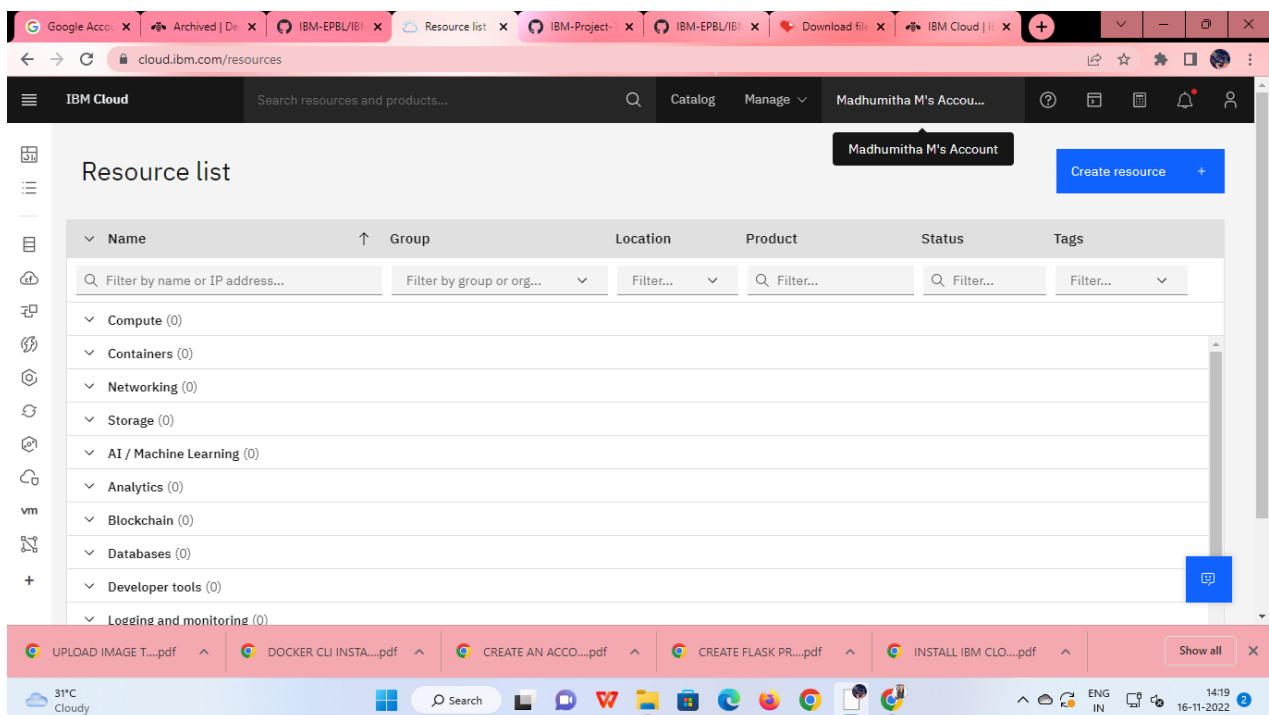 Google Accou
Archived | De
IBM-EPBL/IBM
Resource list
IBM-Project-1
IBM-EPBL/IBM
Download file
IBM Cloud | I
cloud.ibm.com/resources
IBM Cloud
Search resources and products...
Catalog
Manage
Madhumitha M's Accou...
Madhumitha M's Account
Resource list
Create resource +
Name
Group
Location
Product
Status
Tags
Filter by name or IP address...
Filter by group or org...
Filter...
Filter...
Filter...
Filter...
Compute (0)
Containers (0)
Networking (0)
Storage (0)
AI / Machine Learning (0)
Analytics (0)
vm
Blockchain (0)
Databases (0)
Developer tools (0)
Logging and monitoring (0)
UPLOAD IMAGE T....pdf
DOCKER CLI INSTA....pdf
CREATE AN ACCO....pdf
CREATE FLASK PR....pdf
INSTALL IBM CLO....pdf
Show all
31°C
Cloudy
Search
ENG
IN
14:19
16-11-2022
2